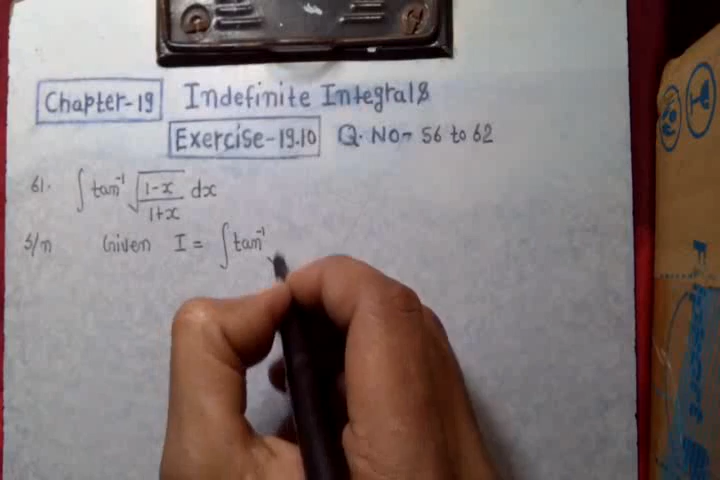 Chapter-19 Indefinite Integrals
Exercise-19.10 Q. NO- 56 to 62
61. ∫ tan⁻¹ √((1-x)/(1+x)) dx
S/n Given I = ∫ tan⁻¹